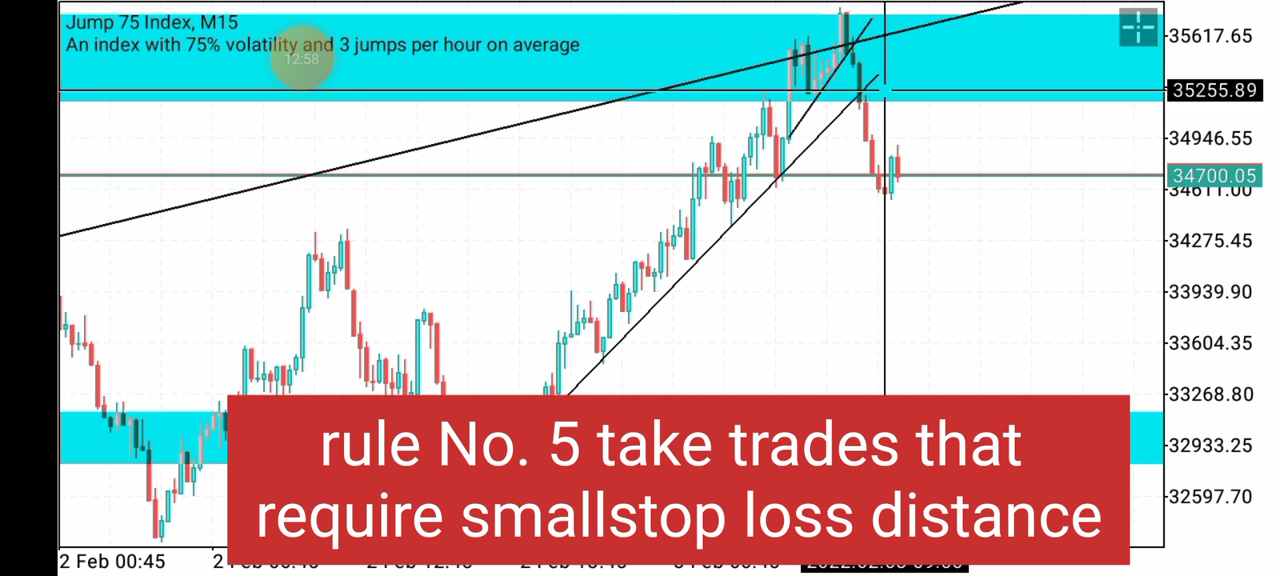 Jump 75 Index, M15
An index with 75% volatility and 3 jumps per hour on average
12:58
35617.65
35255.89
34946.55
34700.05
34611.00
34275.45
33939.90
33604.35
33268.80
32933.25
32597.70
rule No. 5 take trades that
require smallstop loss distance
2 Feb 00:45